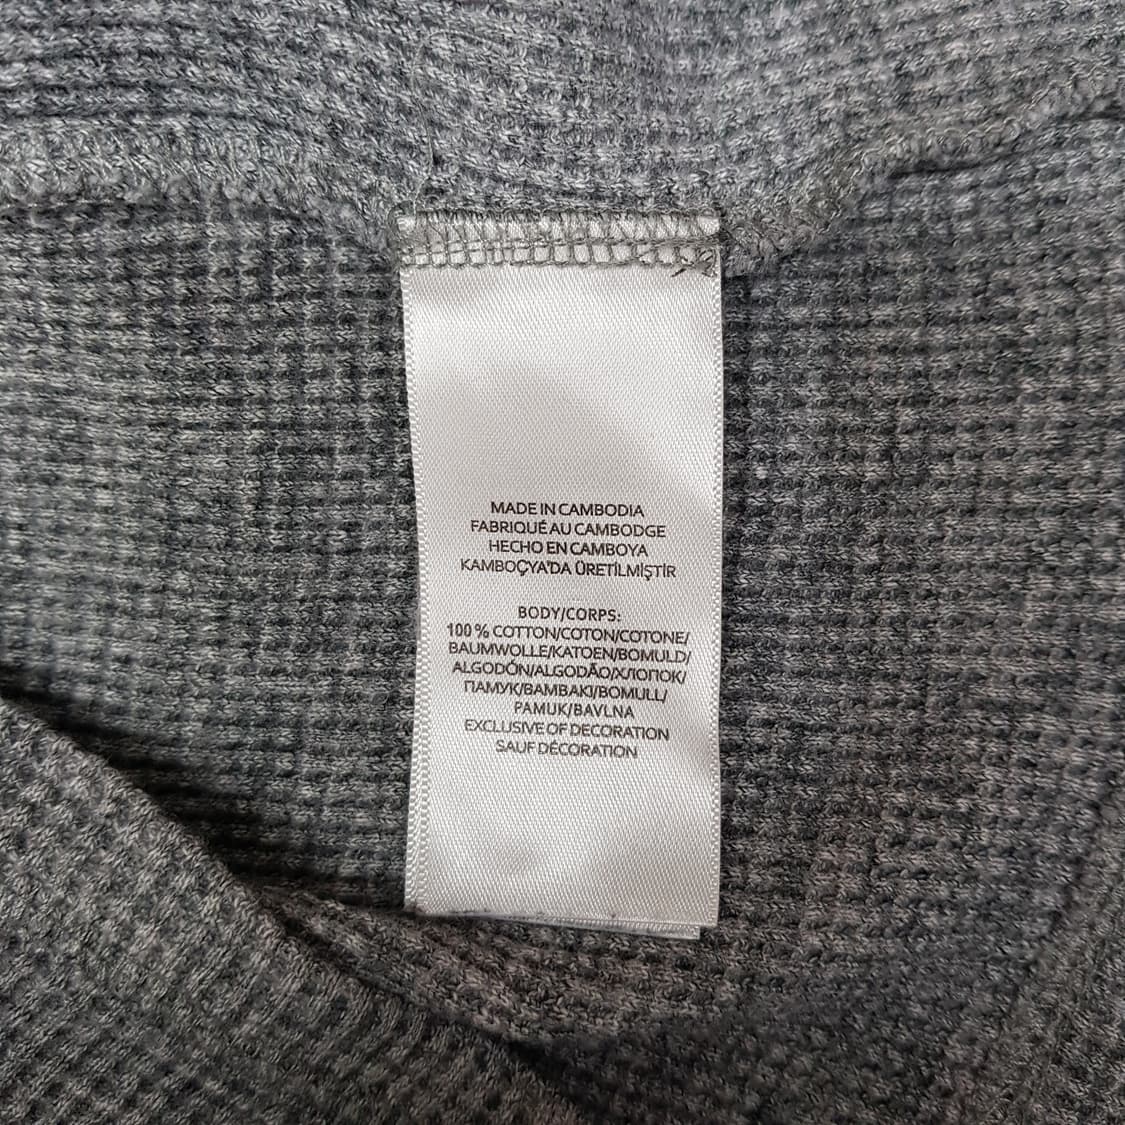 MADE IN CAMBODIA
FABRIQUÉ AU CAMBODGE
HECHO EN CAMBOYA
KAMBOÇYA'DA ÜRETİLMİŞTİR
BODY/CORPS:
100 % COTTON/COTON/COTONE/
BAUMWOLLE/KATOEN/BOMULD/
ALGODÓN/ALGODÃO/ХЛОПОК/
ПАМУК/ΒΑΜΒΑΚΙ/BOMULL/
PAMUK/BAVLNA
EXCLUSIVE OF DECORATION
SAUF DÉCORATION